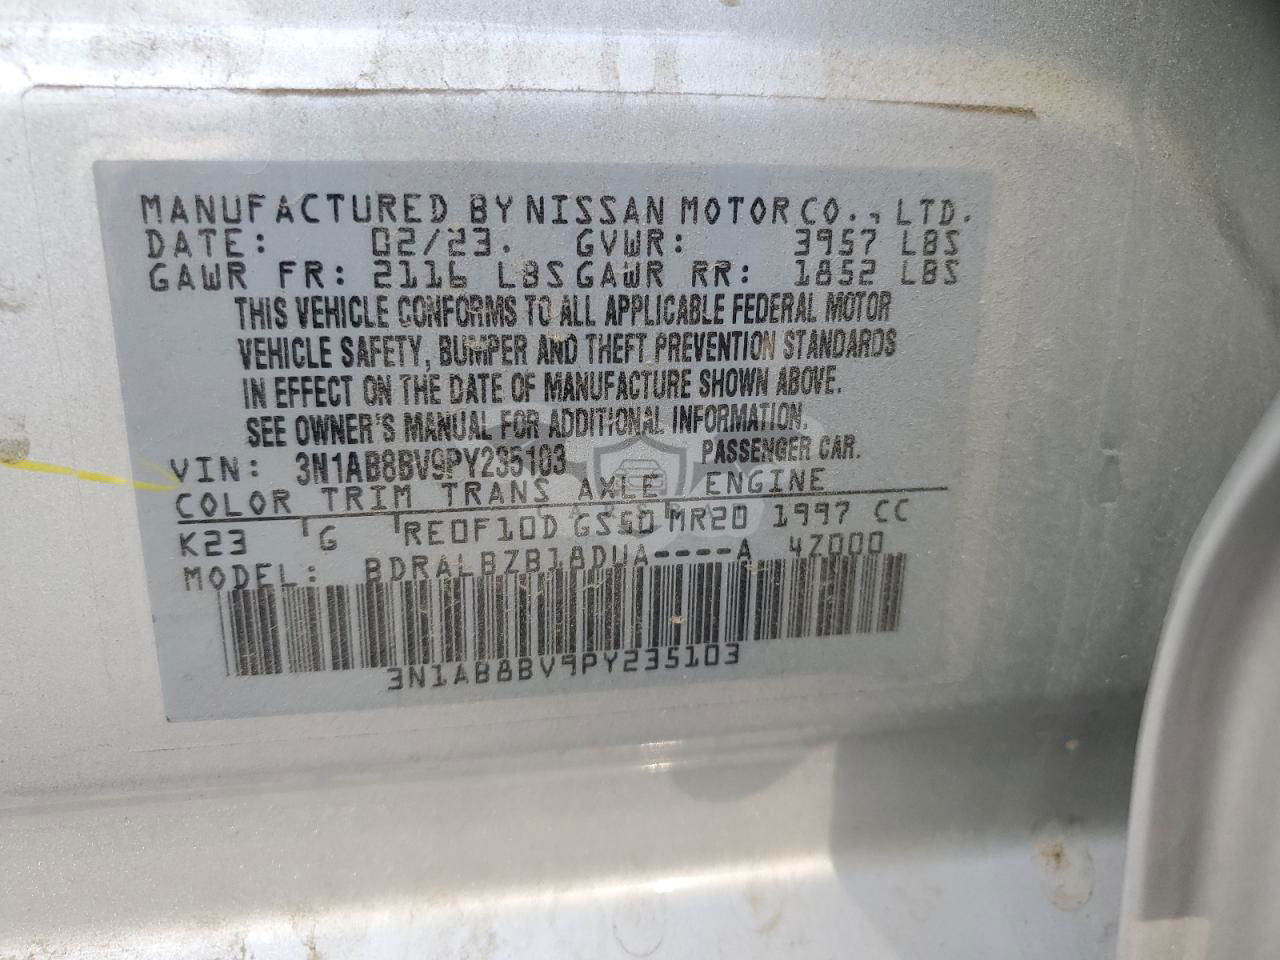 MANUFACTURED BY NISSAN MOTOR CO., LTD.
DATE: 02/23. GVWR: 3957 LBS
GAWR FR: 2116 LBS GAWR RR: 1852 LBS
THIS VEHICLE CONFORMS TO ALL APPLICABLE FEDERAL MOTOR
VEHICLE SAFETY, BUMPER AND THEFT PREVENTION STANDARDS
IN EFFECT ON THE DATE OF MANUFACTURE SHOWN ABOVE.
SEE OWNER'S MANUAL FOR ADDITIONAL INFORMATION.
VIN: 3N1AB8BV9PY235103 PASSENGER CAR.
COLOR TRIM TRANS AXLE ENGINE
K23 G RE0F10D GS50 MR20 1997 CC
MODEL: BDRALBZB18DUA----A 4Z000
3N1AB8BV9PY235103